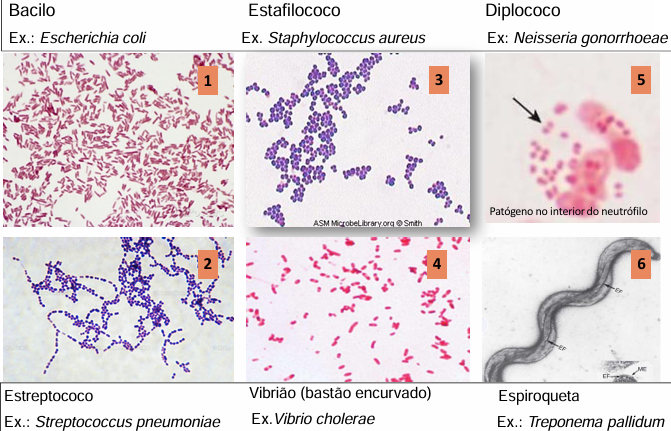 Bacilo
Ex.: Escherichia coli
Estafilococo
Ex. Staphylococcus aureus
Diplococo
Ex: Neisseria gonorrhoeae
1
3
5
ASM MicrobeLibrary.org © Smith
Patógeno no interior do neutrófilo
2
4
6
EF
EF
EF
ME
Estreptococo
Ex.: Streptococcus pneumoniae
Vibrião (bastão encurvado)
Ex.Vibrio cholerae
Espiroqueta
Ex.: Treponema pallidum